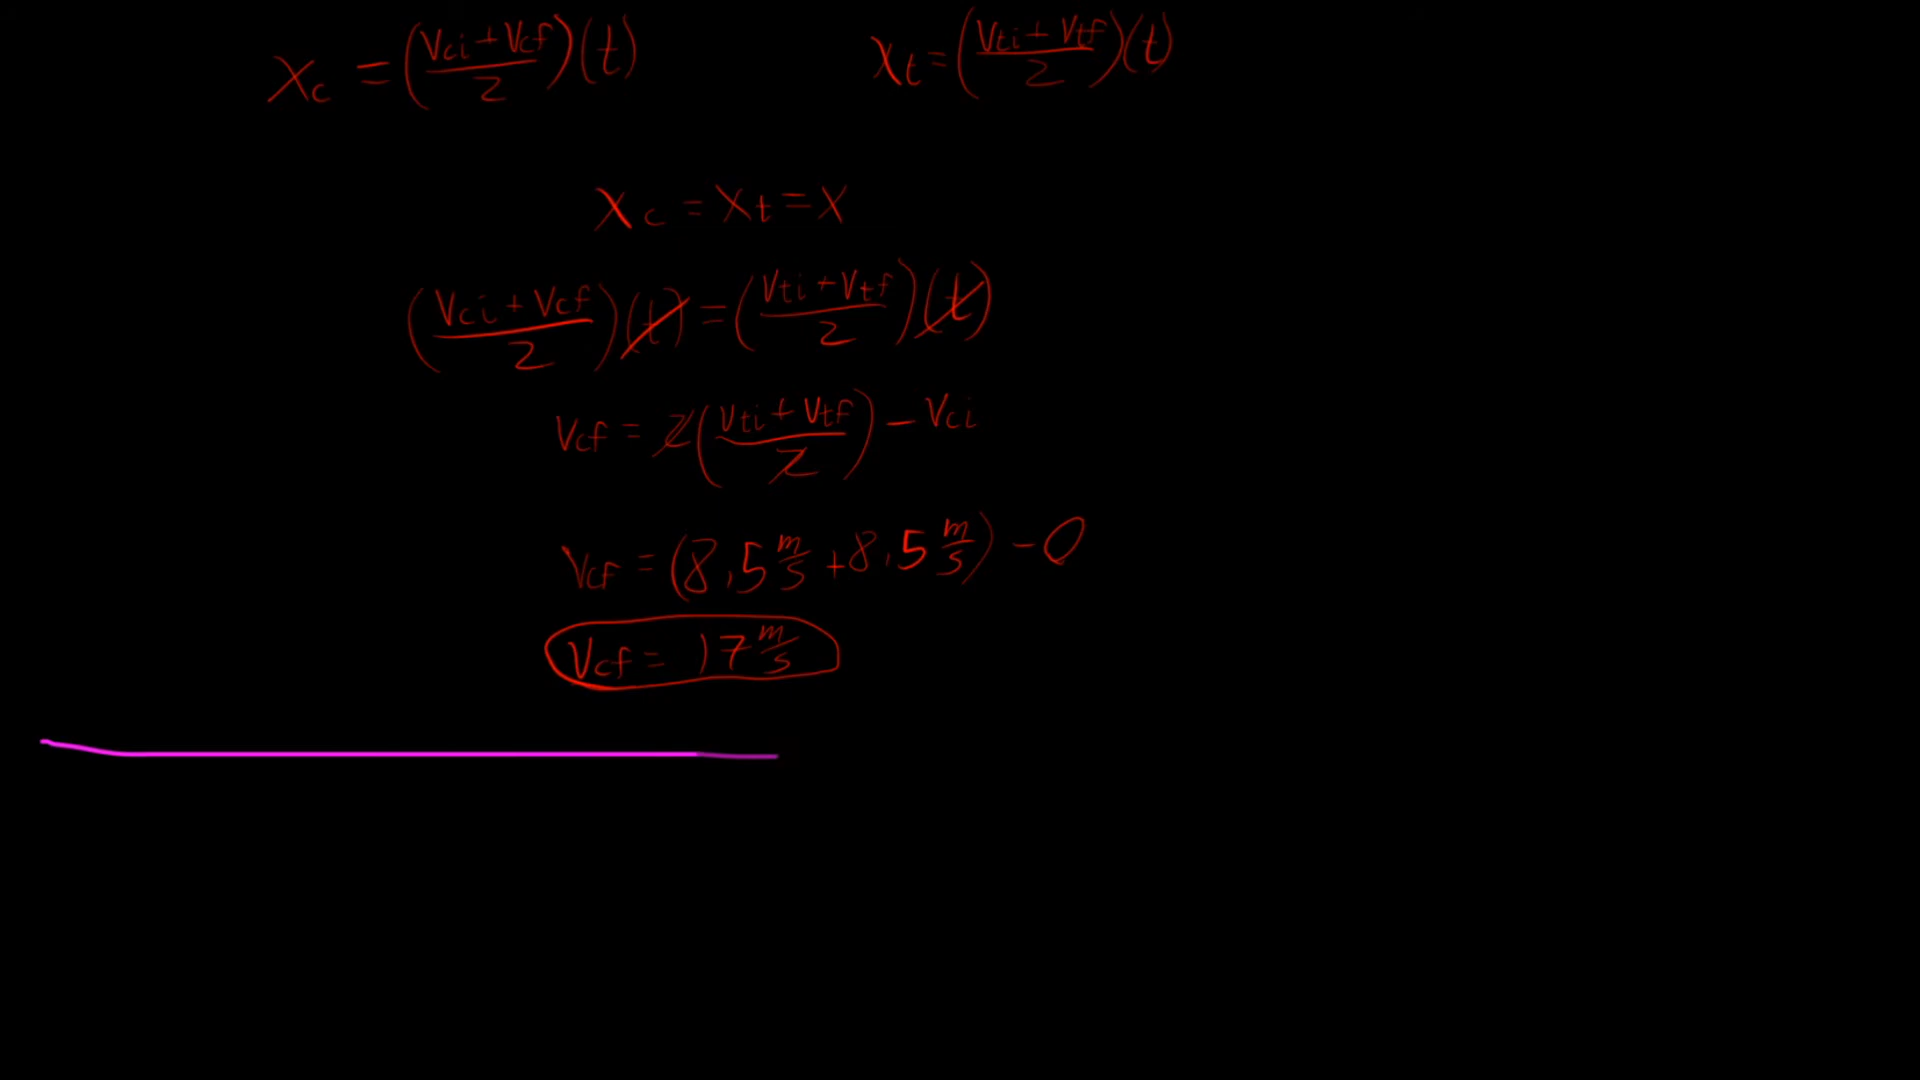 Xc = ((Vci + Vcf)/2)(t) Xt = ((Vti + Vtf)/2)(t)
Xc = Xt = X
((Vci + Vcf)/2)(t) = ((Vti + Vtf)/2)(t)
Vcf = 2((Vti + Vtf)/2) - Vci
Vcf = (8,5 m/s + 8,5 m/s) - 0
Vcf = 17 m/s